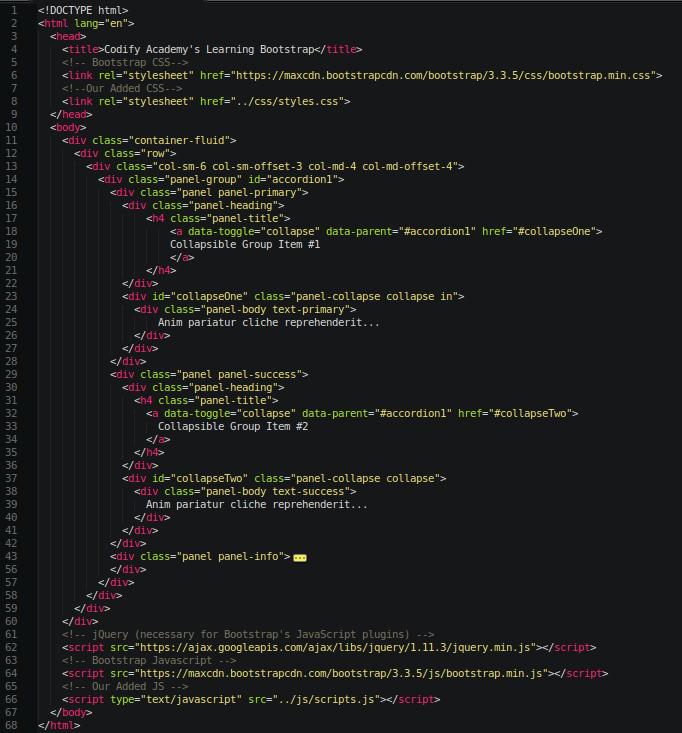 1 <!DOCTYPE html>
2 <html lang="en">
3   <head>
4     <title>Codify Academy's Learning Bootstrap</title>
5     <!-- Bootstrap CSS-->
6     <link rel="stylesheet" href="https://maxcdn.bootstrapcdn.com/bootstrap/3.3.5/css/bootstrap.min.css">
7     <!--Our Added CSS-->
8     <link rel="stylesheet" href="../css/styles.css">
9   </head>
10   <body>
11     <div class="container-fluid">
12       <div class="row">
13         <div class="col-sm-6 col-sm-offset-3 col-md-4 col-md-offset-4">
14           <div class="panel-group" id="accordion1">
15             <div class="panel panel-primary">
16               <div class="panel-heading">
17                   <h4 class="panel-title">
18                       <a data-toggle="collapse" data-parent="#accordion1" href="#collapseOne">
19                       Collapsible Group Item #1
20                       </a>
21                   </h4>
22               </div>
23               <div id="collapseOne" class="panel-collapse collapse in">
24                 <div class="panel-body text-primary">
25                     Anim pariatur cliche reprehenderit...
26                 </div>
27               </div>
28             </div>
29             <div class="panel panel-success">
30               <div class="panel-heading">
31                 <h4 class="panel-title">
32                   <a data-toggle="collapse" data-parent="#accordion1" href="#collapseTwo">
33                     Collapsible Group Item #2
34                   </a>
35                 </h4>
36               </div>
37               <div id="collapseTwo" class="panel-collapse collapse">
38                 <div class="panel-body text-success">
39                   Anim pariatur cliche reprehenderit...
40                 </div>
41               </div>
42             </div>
43             <div class="panel panel-info">...
56             </div>
57           </div>
58         </div>
59       </div>
60     </div>
61     <!-- jQuery (necessary for Bootstrap's JavaScript plugins) -->
62     <script src="https://ajax.googleapis.com/ajax/libs/jquery/1.11.3/jquery.min.js"></script>
63     <!-- Bootstrap Javascript -->
64     <script src="https://maxcdn.bootstrapcdn.com/bootstrap/3.3.5/js/bootstrap.min.js"></script>
65     <!-- Our Added JS -->
66     <script type="text/javascript" src="../js/scripts.js"></script>
67   </body>
68 </html>